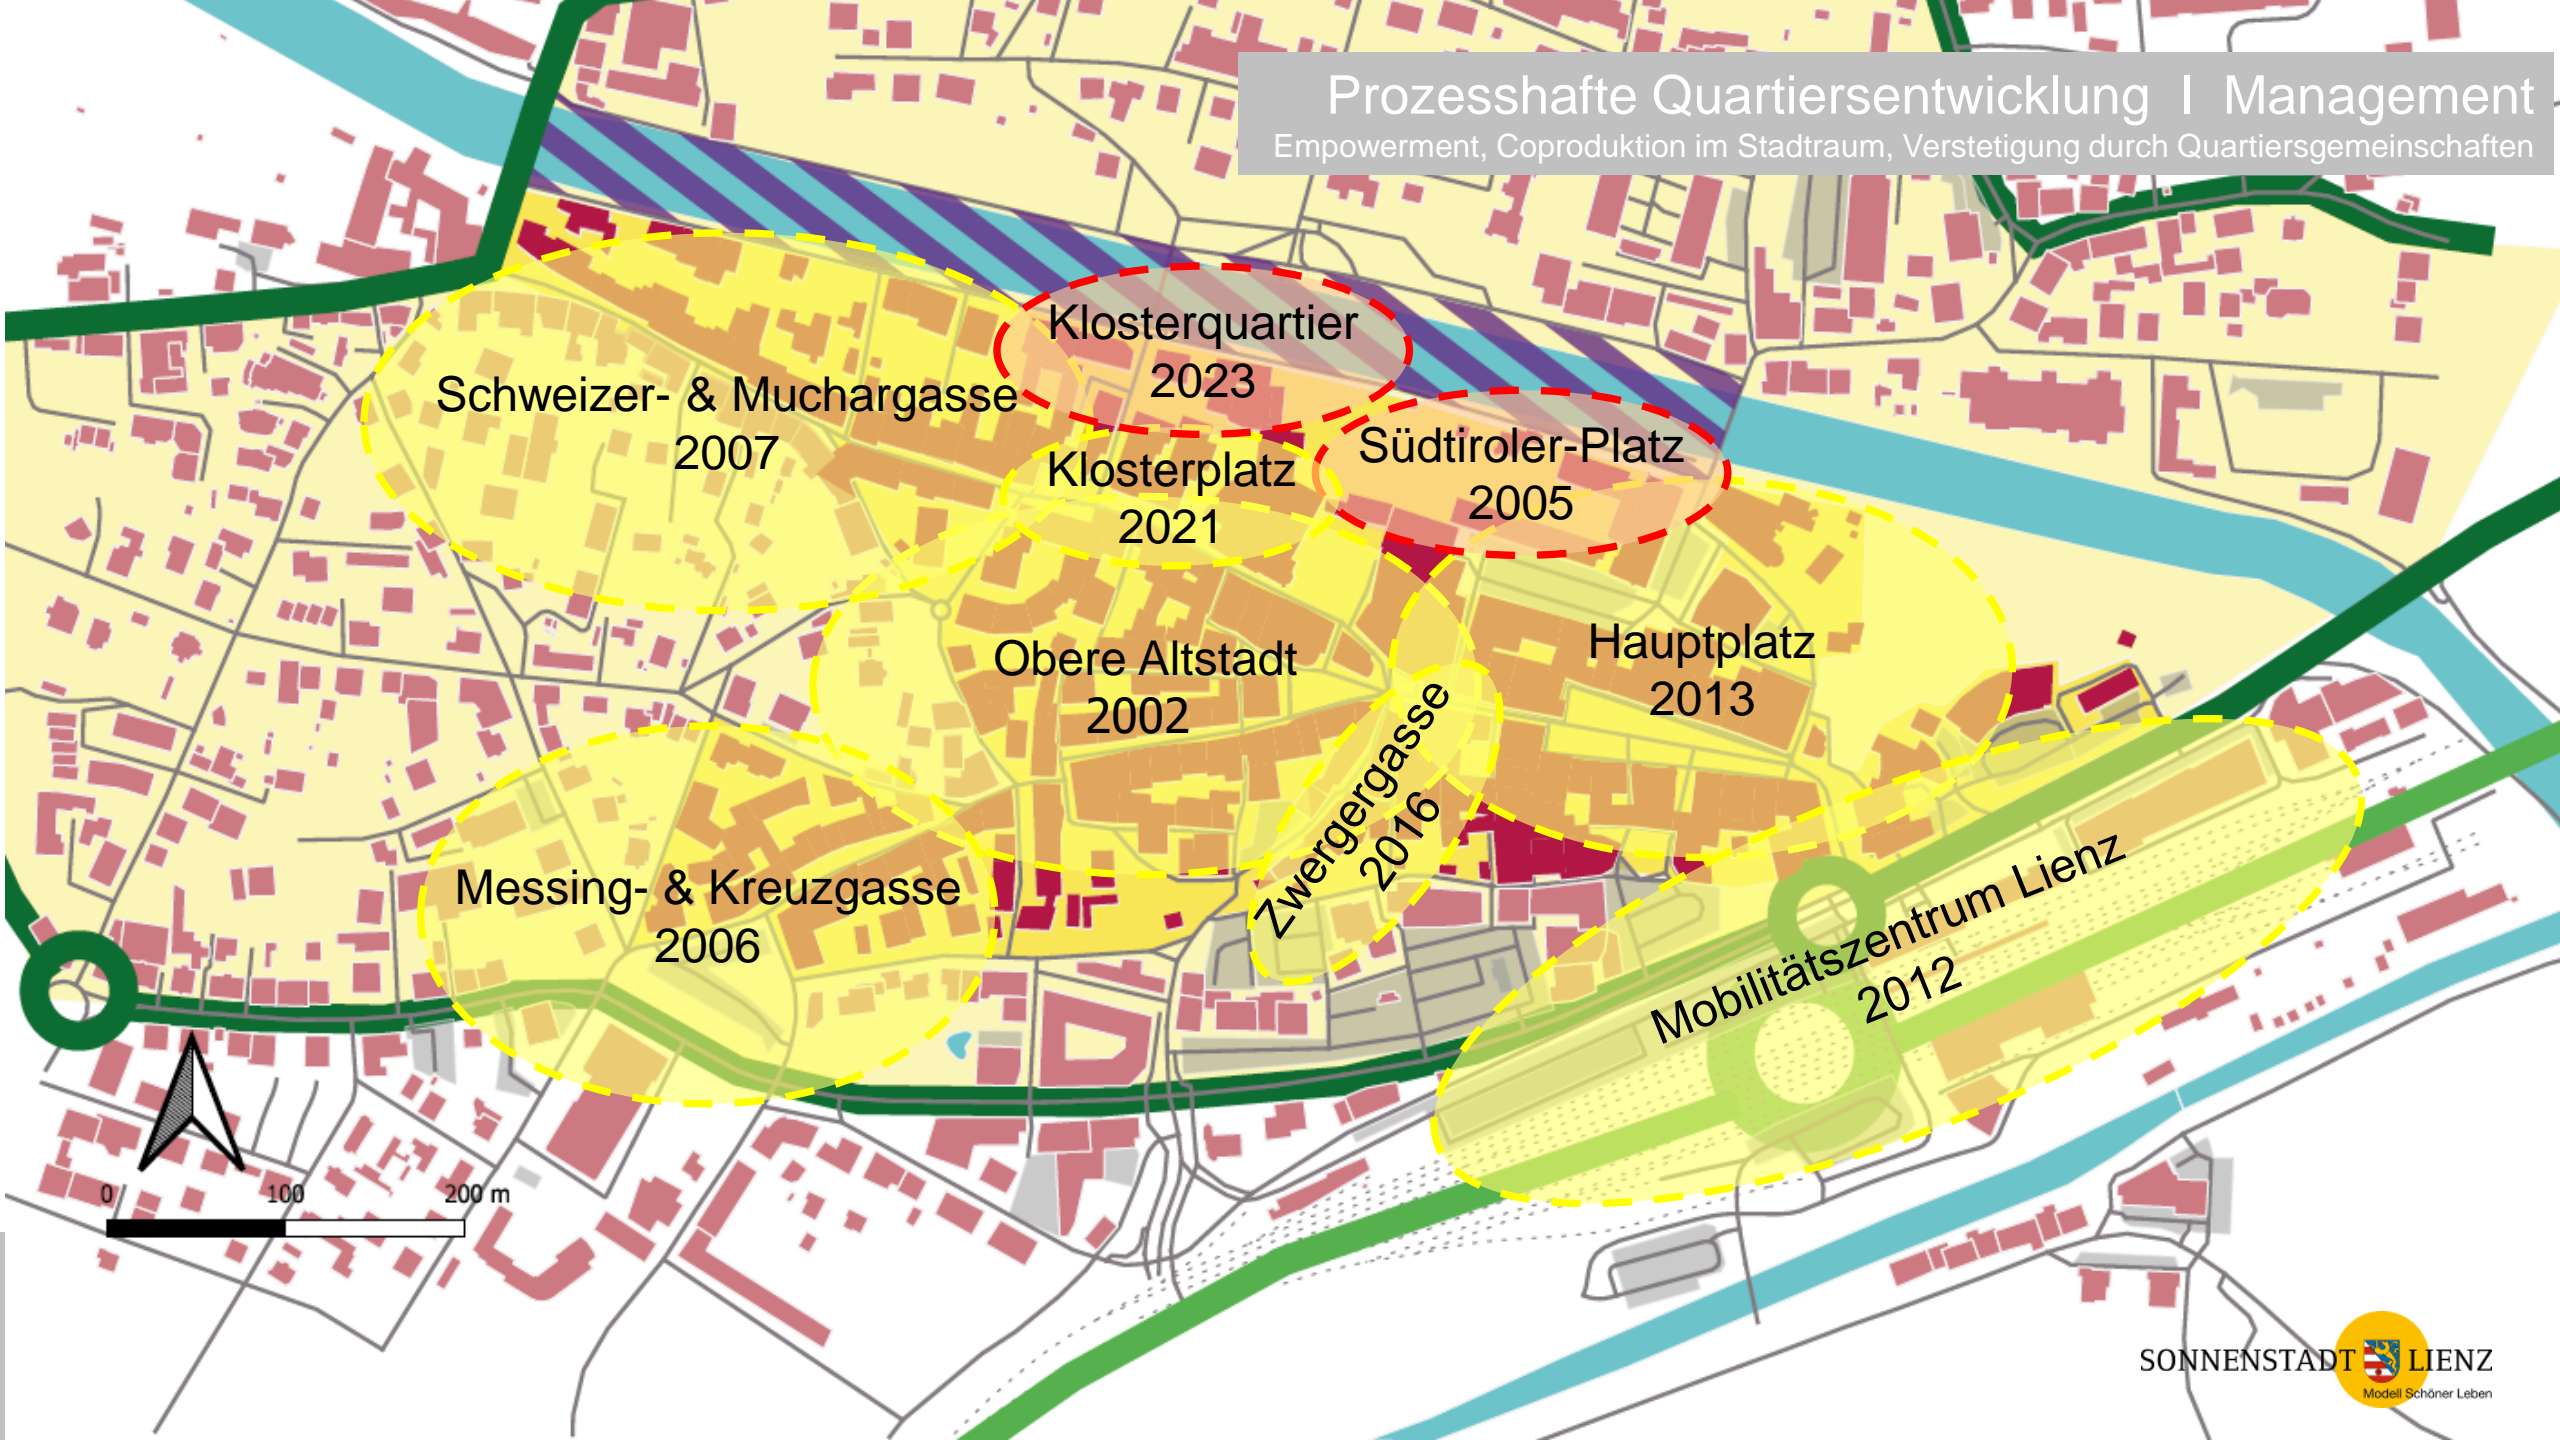 Prozesshafte Quartiersentwicklung I Management
Empowerment, Coproduktion im Stadtraum, Verstetigung durch Quartiersgemeinschaften
Klosterquartier
2023
Schweizer- & Muchargasse
2007
Klosterplatz
2021
Südtiroler-Platz
2005
Obere Altstadt
2002
Hauptplatz
2013
Zwergergasse
2016
Messing- & Kreuzgasse
2006
Mobilitätszentrum Lienz
2012
0 100 200 m
SONNENSTADT LIENZ
Modell Schöner Leben